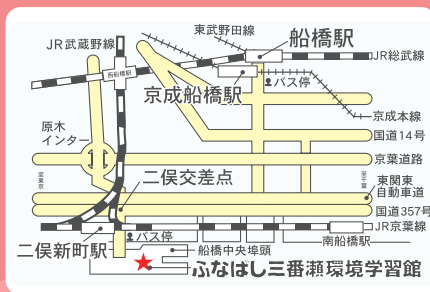 東武野田線
船橋駅
JR武蔵野線
JR総武線
西船橋駅
京成船橋駅
バス停
京成本線
原木
インター
国道14号
京葉道路
至東京
至千葉
二俣交差点
東関東
自動車道
国道357号
バス停
JR京葉線
二俣新町駅
船橋中央埠頭
南船橋駅
ふなばし三番瀬環境学習館